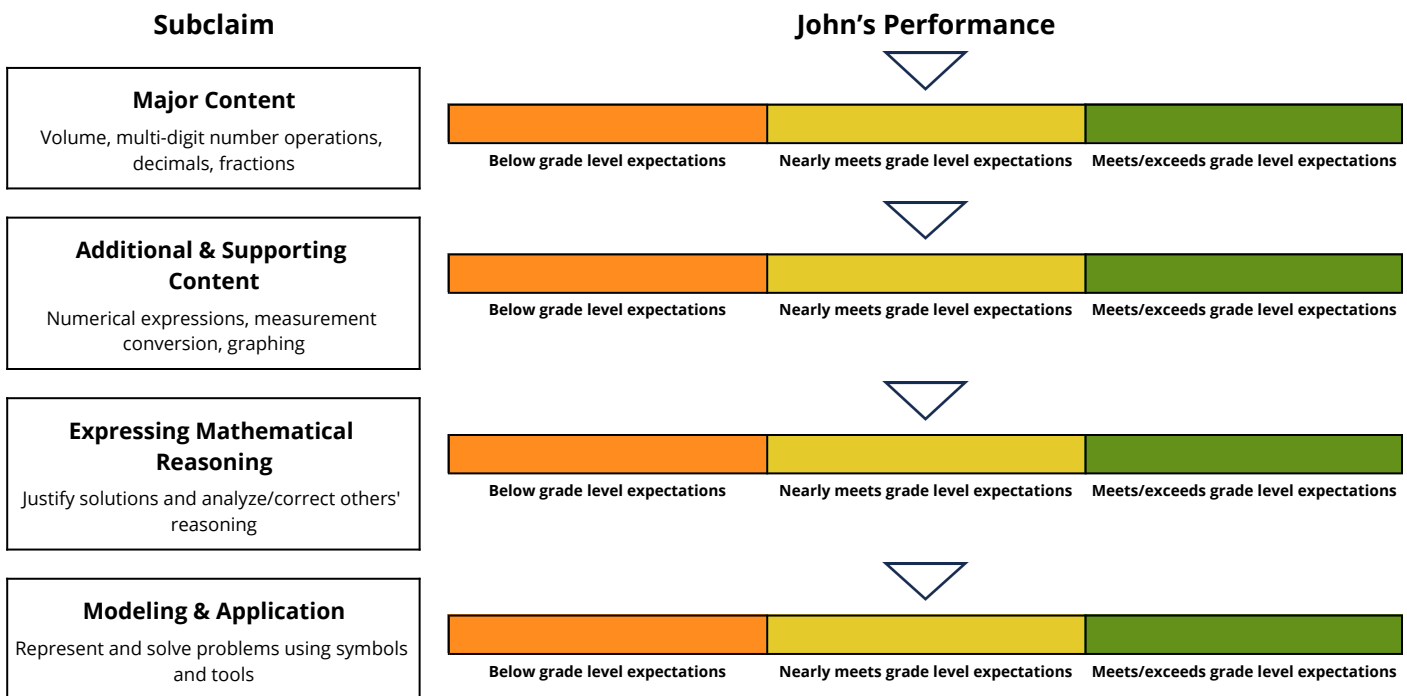 Subclaim
John’s Performance
Major Content
Volume, multi-digit number operations,
decimals, fractions
Below grade level expectations
Nearly meets grade level expectations
Meets/exceeds grade level expectations
Additional & Supporting
Content
Numerical expressions, measurement
conversion, graphing
Below grade level expectations
Nearly meets grade level expectations
Meets/exceeds grade level expectations
Expressing Mathematical
Reasoning
Justify solutions and analyze/correct others'
reasoning
Below grade level expectations
Nearly meets grade level expectations
Meets/exceeds grade level expectations
Modeling & Application
Represent and solve problems using symbols
and tools
Below grade level expectations
Nearly meets grade level expectations
Meets/exceeds grade level expectations